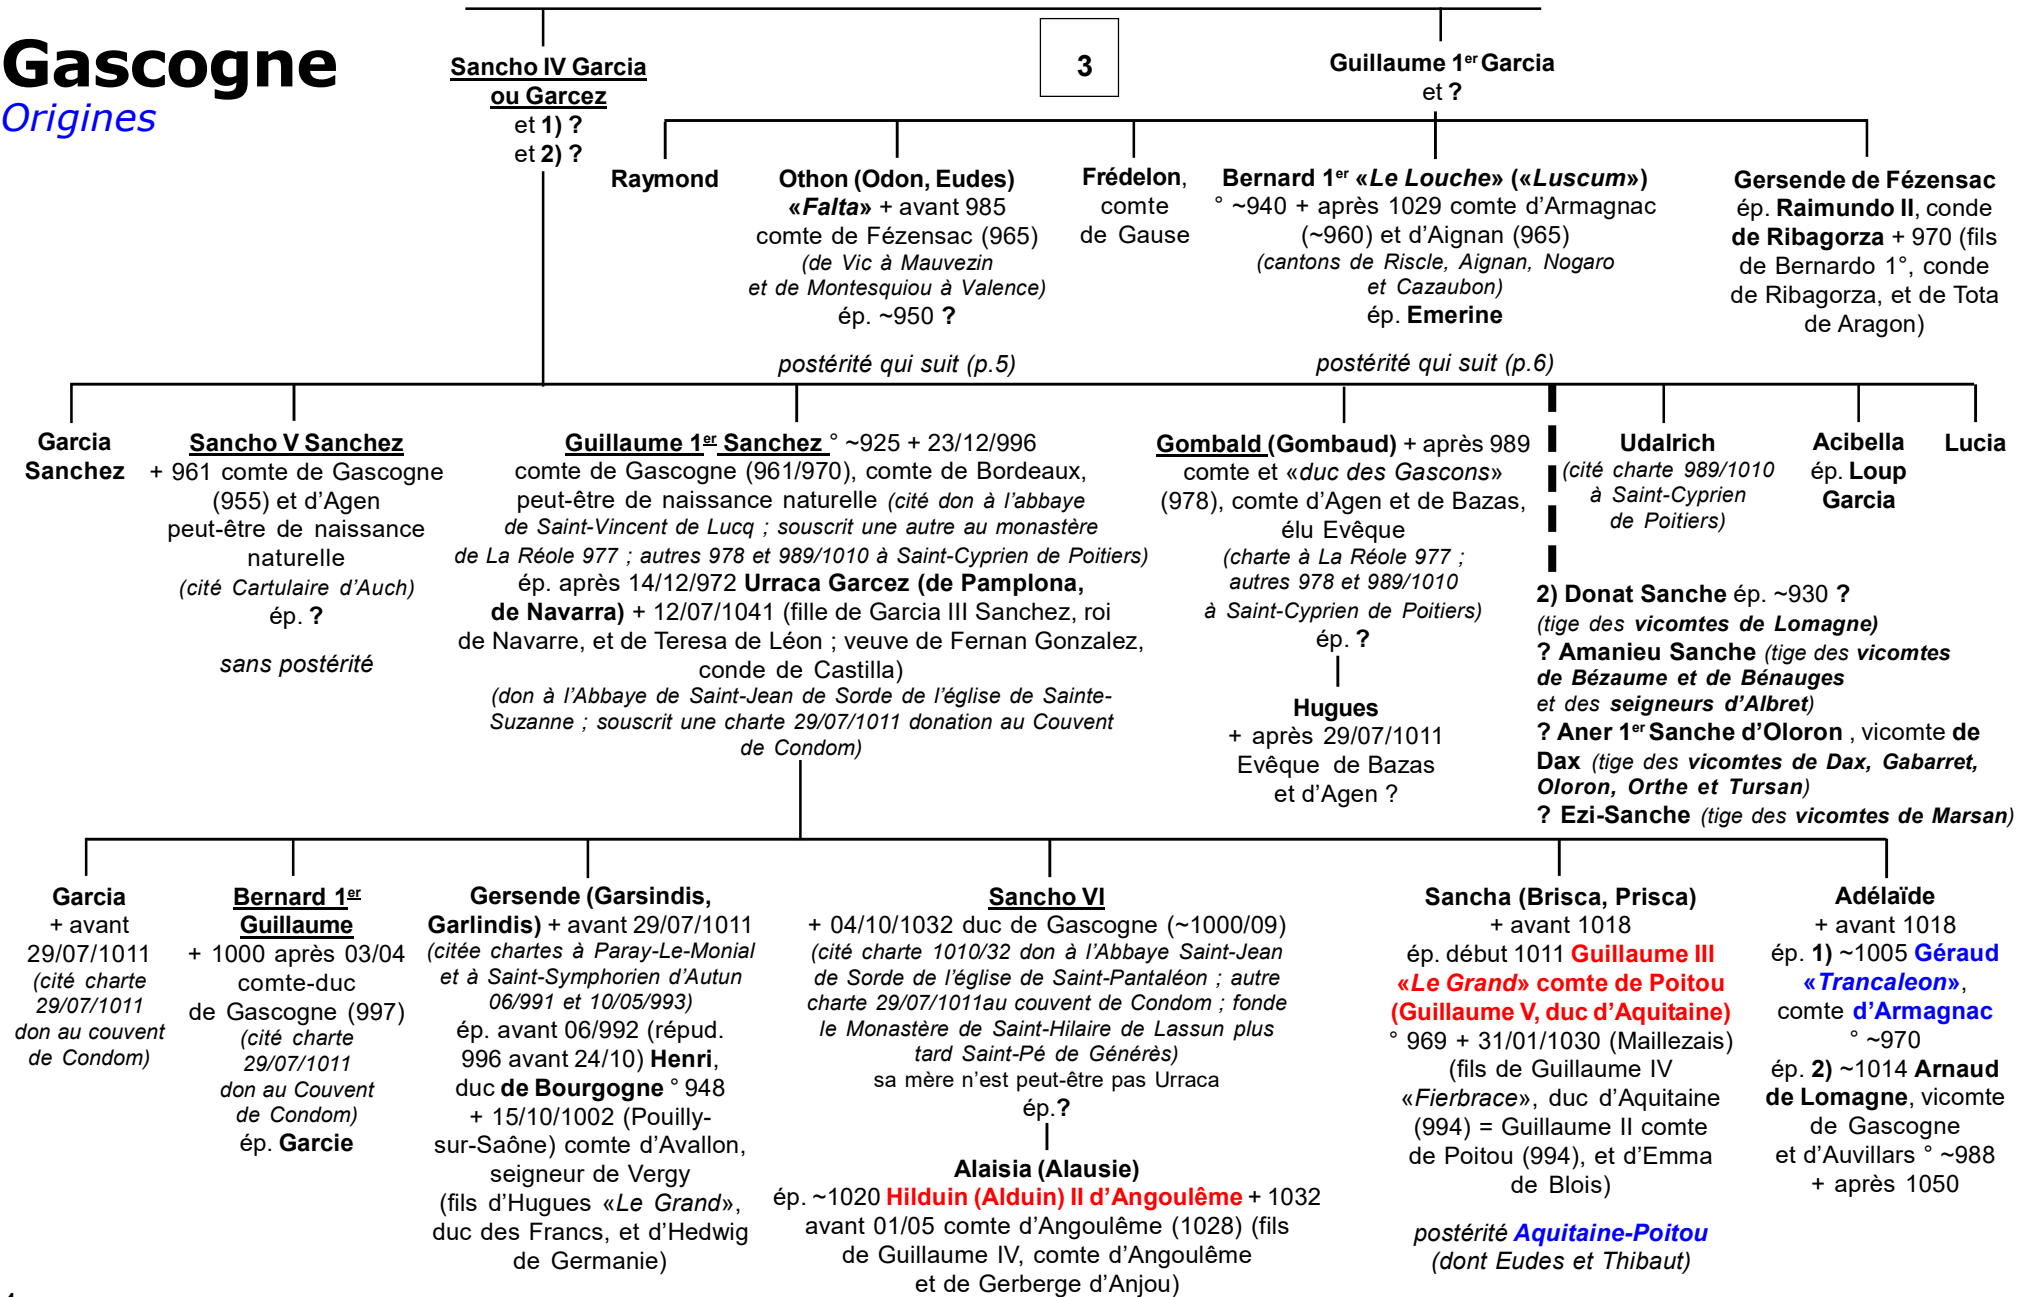 Gascogne
Origines
3
Sancho IV Garcia
ou Garcez
et 1) ?
et 2) ?
Guillaume 1er Garcia
et ?
Raymond
Othon (Odon, Eudes)
«Falta» + avant 985
comte de Fézensac (965)
(de Vic à Mauvezin
et de Montesquiou à Valence)
ép. ~950 ?
postérité qui suit (p.5)
Frédelon,
comte
de Gause
Bernard 1er «Le Louche» («Luscum»)
° ~940 + après 1029 comte d’Armagnac
(~960) et d’Aignan (965)
(cantons de Riscle, Aignan, Nogaro
et Cazaubon)
ép. Emerine
postérité qui suit (p.6)
Gersende de Fézensac
ép. Raimundo II, conde
de Ribagorza + 970 (fils
de Bernardo 1°, conde
de Ribagorza, et de Tota
de Aragon)
Garcia
Sanchez
Sancho V Sanchez
+ 961 comte de Gascogne
(955) et d’Agen
peut-être de naissance
naturelle
(cité Cartulaire d’Auch)
ép. ?
sans postérité
Guillaume 1er Sanchez ° ~925 + 23/12/996
comte de Gascogne (961/970), comte de Bordeaux,
peut-être de naissance naturelle (cité don à l’abbaye
de Saint-Vincent de Lucq ; souscrit une autre au monastère
de La Réole 977 ; autres 978 et 989/1010 à Saint-Cyprien de Poitiers)
ép. après 14/12/972 Urraca Garcez (de Pamplona,
de Navarra) + 12/07/1041 (fille de Garcia III Sanchez, roi
de Navarre, et de Teresa de Léon ; veuve de Fernan Gonzalez,
conde de Castilla)
(don à l’Abbaye de Saint-Jean de Sorde de l’église de Sainte-
Suzanne ; souscrit une charte 29/07/1011 donation au Couvent
de Condom)
Gombald (Gombaud) + après 989
comte et «duc des Gascons»
(978), comte d’Agen et de Bazas,
élu Evêque
(charte à La Réole 977 ;
autres 978 et 989/1010
à Saint-Cyprien de Poitiers)
ép. ?
Hugues
+ après 29/07/1011
Evêque de Bazas
et d’Agen ?
Udalrich
(cité charte 989/1010
à Saint-Cyprien
de Poitiers)
Acibella
ép. Loup
Garcia
Lucia
2) Donat Sanche ép. ~930 ?
(tige des vicomtes de Lomagne)
? Amanieu Sanche (tige des vicomtes
de Bézaume et de Bénauges
et des seigneurs d’Albret)
? Aner 1er Sanche d’Oloron , vicomte de
Dax (tige des vicomtes de Dax, Gabarret,
Oloron, Orthe et Tursan)
? Ezi-Sanche (tige des vicomtes de Marsan)
Garcia
+ avant
29/07/1011
(cité charte
29/07/1011
don au couvent
de Condom)
Bernard 1er
Guillaume
+ 1000 après 03/04
comte-duc
de Gascogne (997)
(cité charte
29/07/1011
don au Couvent
de Condom)
ép. Garcie
Gersende (Garsindis,
Garlindis) + avant 29/07/1011
(citée chartes à Paray-Le-Monial
et à Saint-Symphorien d’Autun
06/991 et 10/05/993)
ép. avant 06/992 (répud.
996 avant 24/10) Henri,
duc de Bourgogne ° 948
+ 15/10/1002 (Pouilly-
sur-Saône) comte d’Avallon,
seigneur de Vergy
(fils d’Hugues «Le Grand»,
duc des Francs, et d’Hedwig
de Germanie)
Sancho VI
+ 04/10/1032 duc de Gascogne (~1000/09)
(cité charte 1010/32 don à l’Abbaye Saint-Jean
de Sorde de l’église de Saint-Pantaléon ; autre
charte 29/07/1011au couvent de Condom ; fonde
le Monastère de Saint-Hilaire de Lassun plus
tard Saint-Pé de Générès)
sa mère n’est peut-être pas Urraca
ép.?
Alaisia (Alausie)
ép. ~1020 Hilduin (Alduin) II d’Angoulême + 1032
avant 01/05 comte d’Angoulême (1028) (fils
de Guillaume IV, comte d’Angoulême
et de Gerberge d’Anjou)
Sancha (Brisca, Prisca)
+ avant 1018
ép. début 1011 Guillaume III
«Le Grand» comte de Poitou
(Guillaume V, duc d’Aquitaine)
° 969 + 31/01/1030 (Maillezais)
(fils de Guillaume IV
«Fierbrace», duc d’Aquitaine
(994) = Guillaume II comte
de Poitou (994), et d’Emma
de Blois)
postérité Aquitaine-Poitou
(dont Eudes et Thibaut)
Adélaïde
+ avant 1018
ép. 1) ~1005 Géraud
«Trancaleon»,
comte d’Armagnac
° ~970
ép. 2) ~1014 Arnaud
de Lomagne, vicomte
de Gascogne
et d’Auvillars ° ~988
+ après 1050